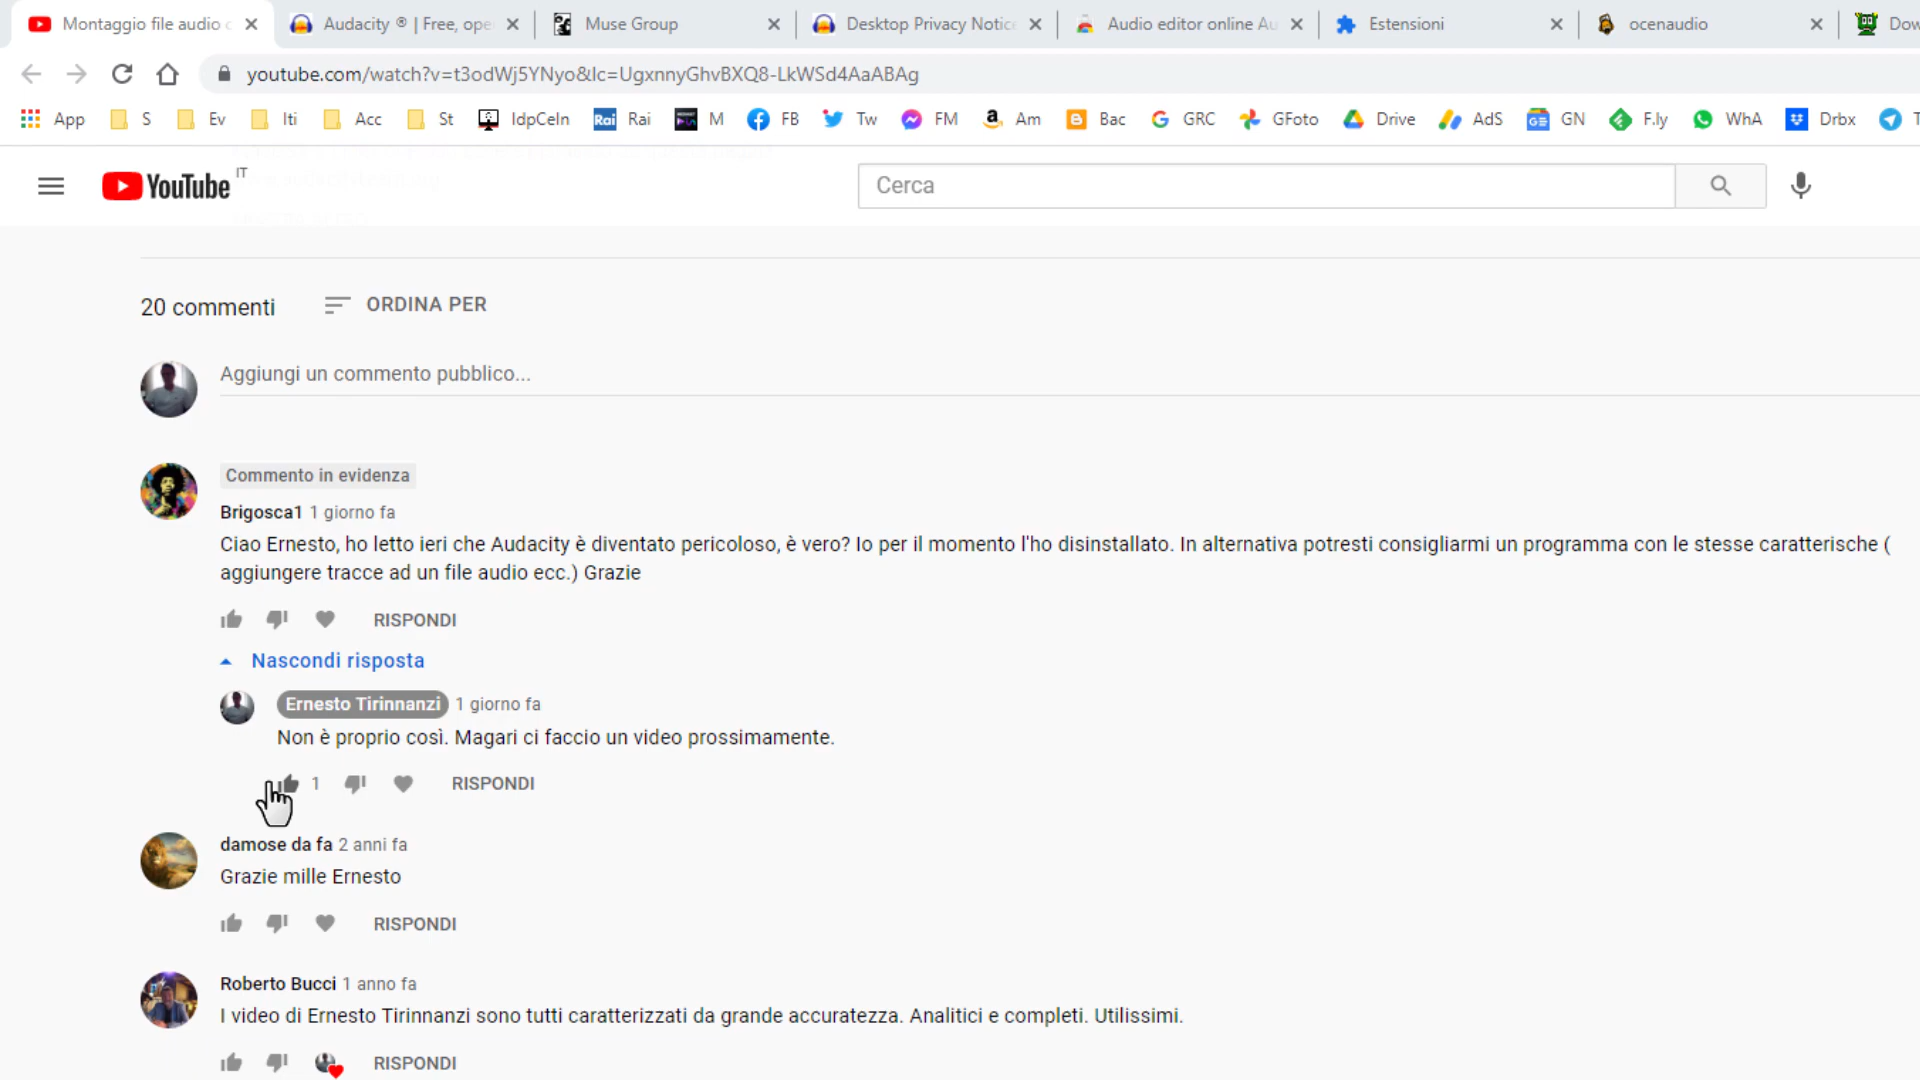 Montaggio file audio c
Audacity ® | Free, ope
Muse Group
Desktop Privacy Notic
Audio editor online Au
Estensioni
ocenaudio
Dow
youtube.com/watch?v=t3odWj5YNyo&lc=UgxnnyGhvBXQ8-LkWSd4AaABAg
App S Ev Iti Acc St IdpCeIn Rai Rai M FB Tw FM Am Bac GRC GFoto Drive AdS GN F.ly WhA Drbx T
YouTube IT
Cerca
20 commenti
ORDINA PER
Aggiungi un commento pubblico...
Commento in evidenza
Brigosca1 1 giorno fa
Ciao Ernesto, ho letto ieri che Audacity è diventato pericoloso, è vero? Io per il momento l'ho disinstallato. In alternativa potresti consigliarmi un programma con le stesse caratterische (
aggiungere tracce ad un file audio ecc.) Grazie
RISPONDI
Nascondi risposta
Ernesto Tirinnanzi 1 giorno fa
Non è proprio così. Magari ci faccio un video prossimamente.
1 RISPONDI
damose da fa 2 anni fa
Grazie mille Ernesto
RISPONDI
Roberto Bucci 1 anno fa
I video di Ernesto Tirinnanzi sono tutti caratterizzati da grande accuratezza. Analitici e completi. Utilissimi.
RISPONDI